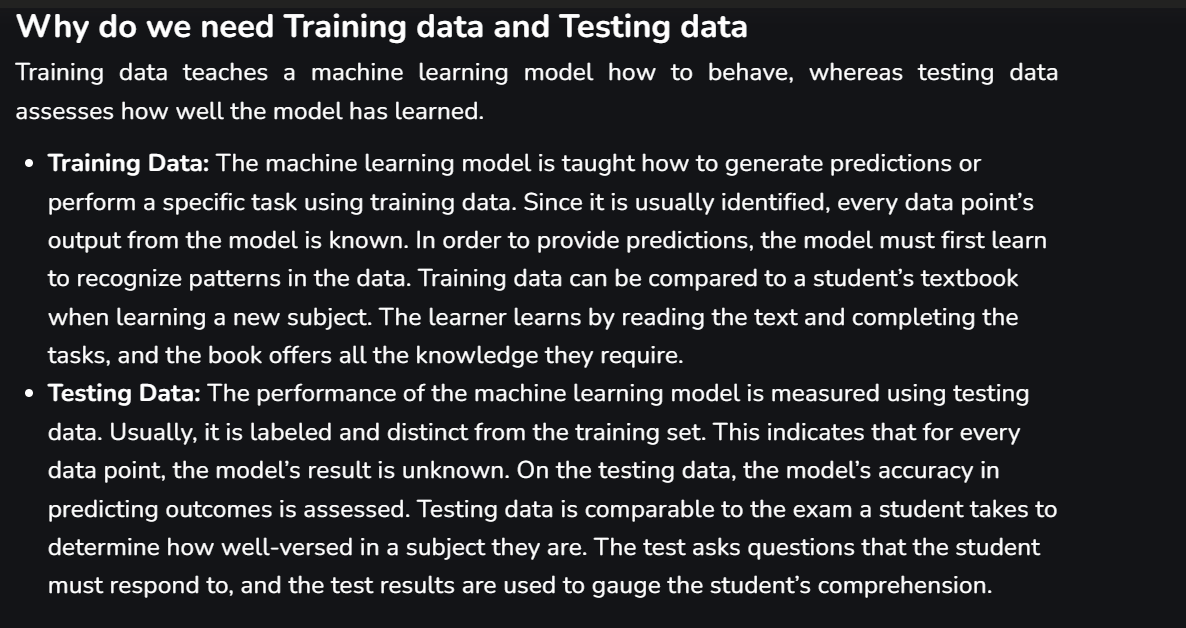 Why do we need Training data and Testing data
Training data teaches a machine learning model how to behave, whereas testing data
assesses how well the model has learned.
• Training Data: The machine learning model is taught how to generate predictions or
perform a specific task using training data. Since it is usually identified, every data point’s
output from the model is known. In order to provide predictions, the model must first learn
to recognize patterns in the data. Training data can be compared to a student’s textbook
when learning a new subject. The learner learns by reading the text and completing the
tasks, and the book offers all the knowledge they require.
• Testing Data: The performance of the machine learning model is measured using testing
data. Usually, it is labeled and distinct from the training set. This indicates that for every
data point, the model’s result is unknown. On the testing data, the model’s accuracy in
predicting outcomes is assessed. Testing data is comparable to the exam a student takes to
determine how well-versed in a subject they are. The test asks questions that the student
must respond to, and the test results are used to gauge the student’s comprehension.